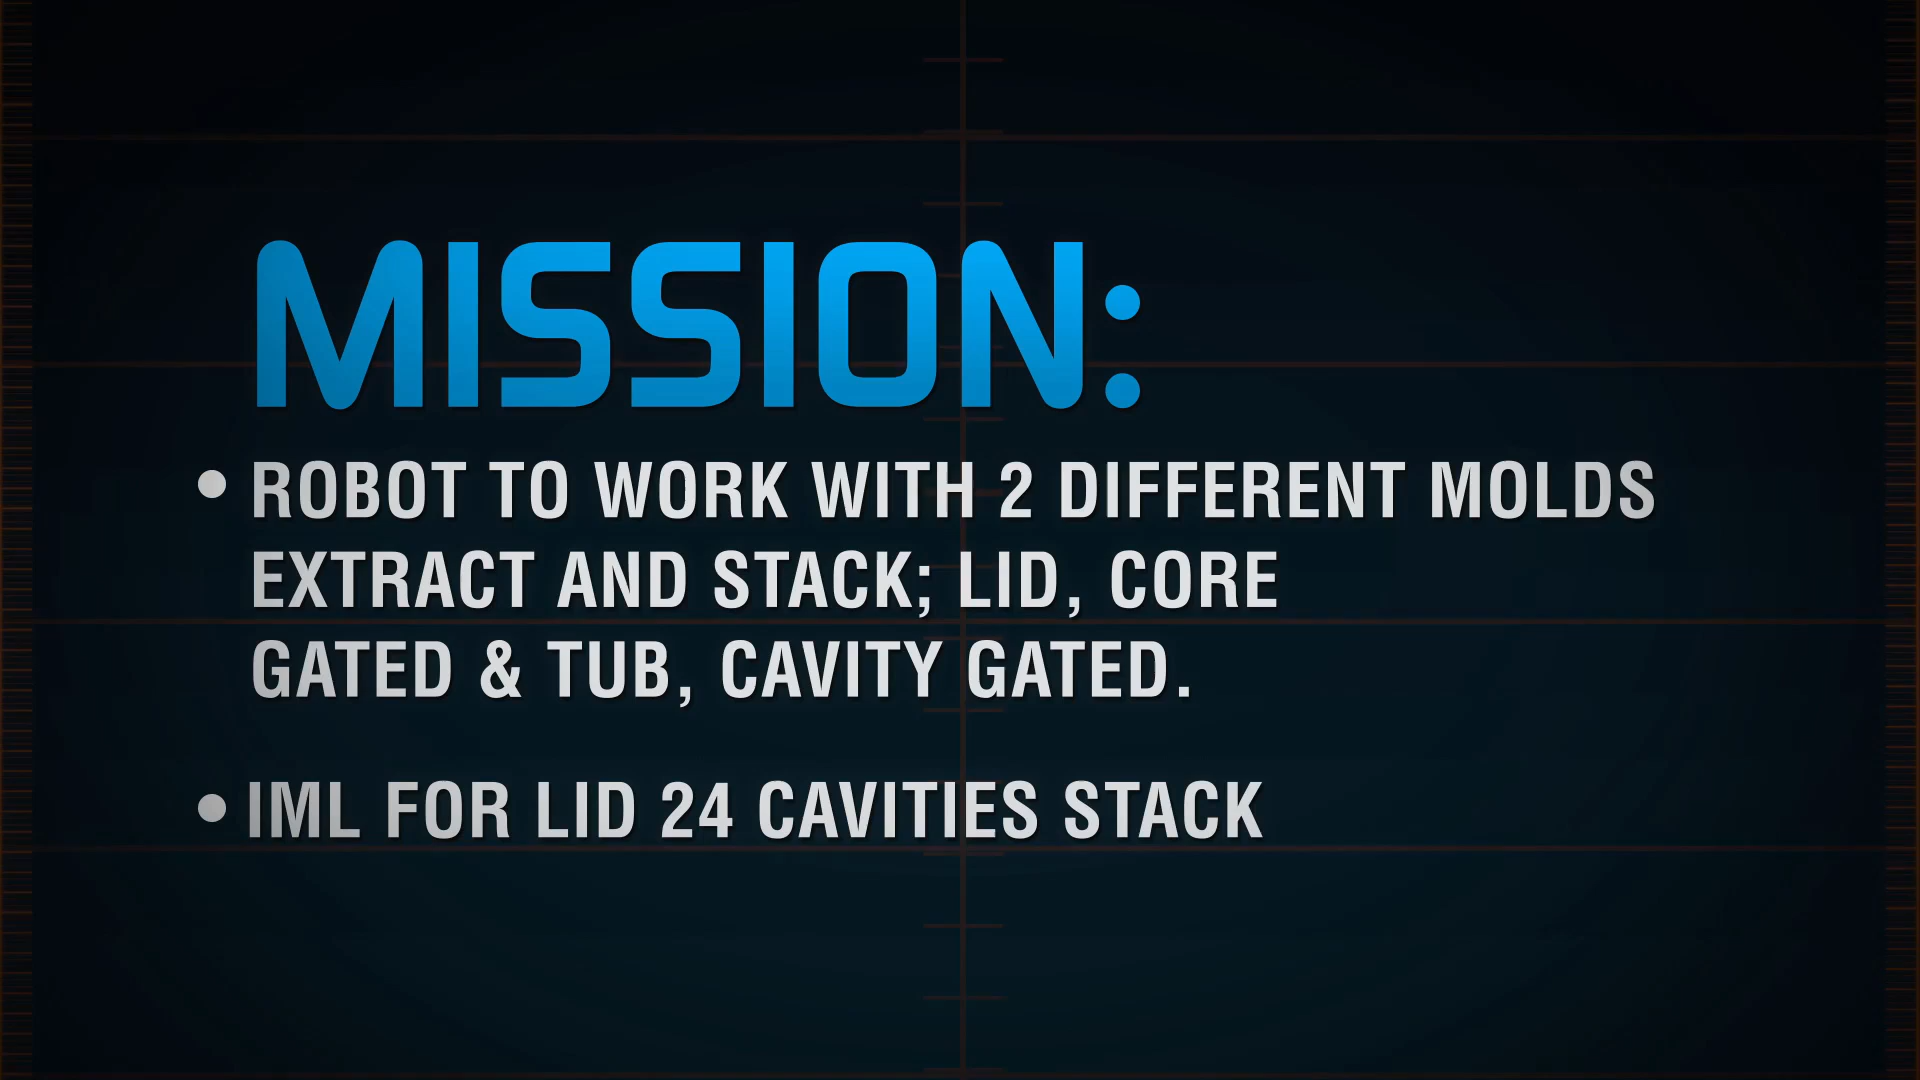 MISSION:
• ROBOT TO WORK WITH 2 DIFFERENT MOLDS
EXTRACT AND STACK; LID, CORE
GATED & TUB, CAVITY GATED.
• IML FOR LID 24 CAVITIES STACK